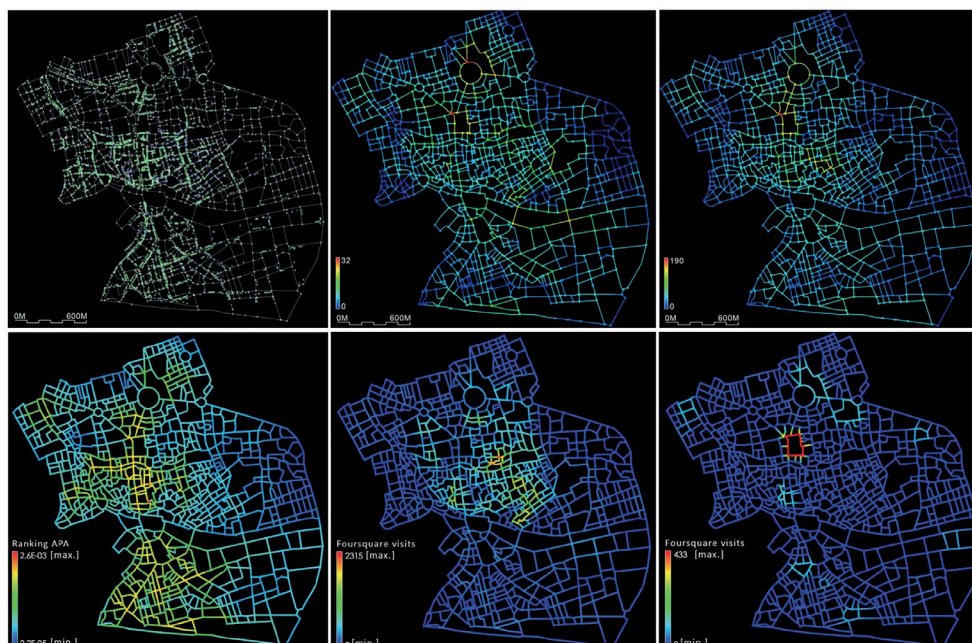 0M 600M
32
0
0M 600M
190
0
0M 600M
Ranking APA
2.6E-03 [max.]
Foursquare visits
2315 [max.]
Foursquare visits
433 [max.]